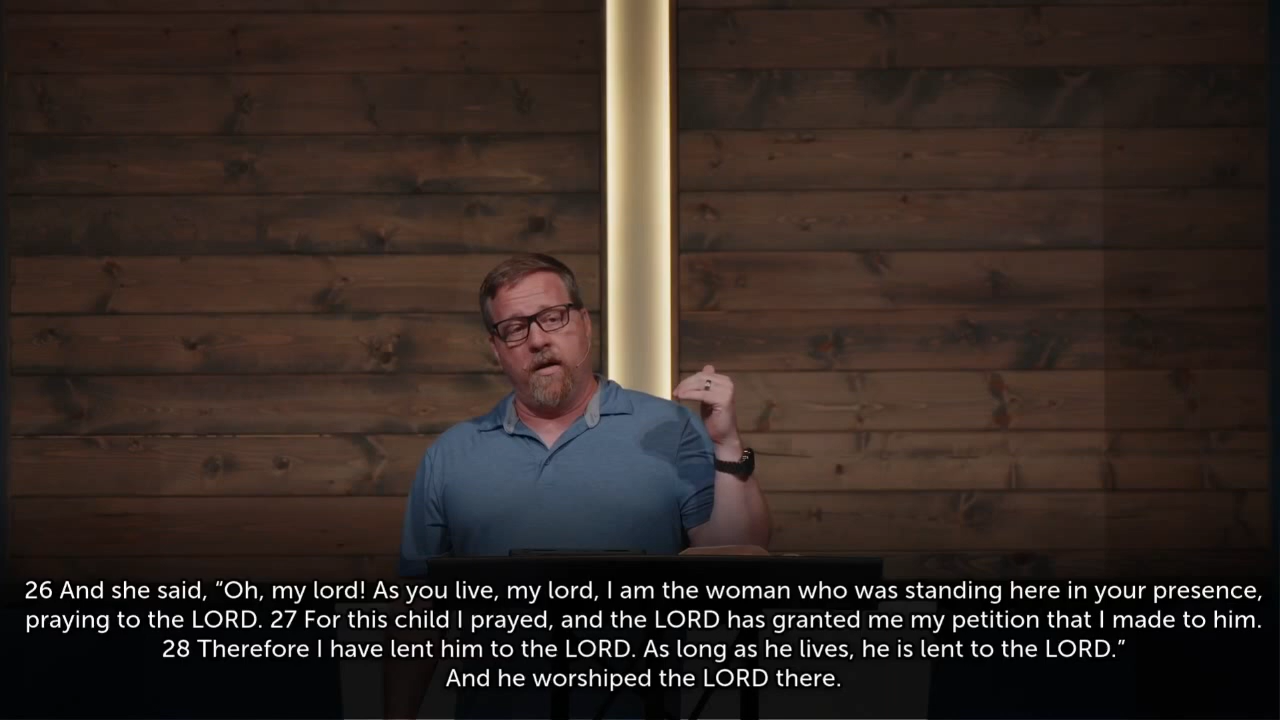 26 And she said, “Oh, my lord! As you live, my lord, I am the woman who was standing here in your presence,
praying to the LORD. 27 For this child I prayed, and the LORD has granted me my petition that I made to him.
28 Therefore I have lent him to the LORD. As long as he lives, he is lent to the LORD.”
And he worshiped the LORD there.